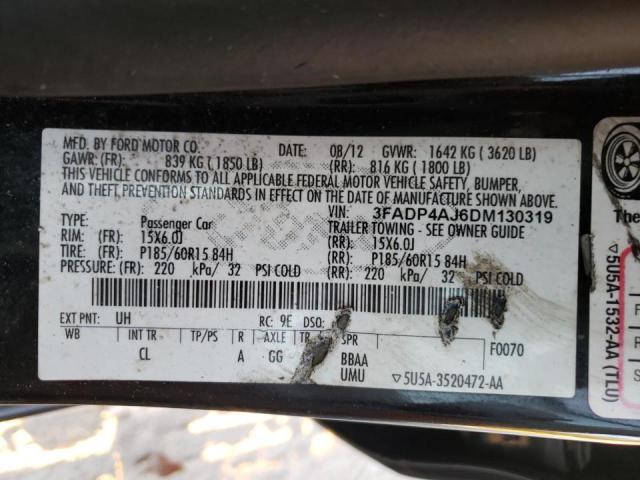 MFD. BY FORD MOTOR CO. DATE: 08/12 GVWR: 1642 KG ( 3620 LB)
GAWR: (FR): 839 KG ( 1850 LB) (RR): 816 KG ( 1800 LB)
THIS VEHICLE CONFORMS TO ALL APPLICABLE FEDERAL MOTOR VEHICLE SAFETY, BUMPER,
AND THEFT PREVENTION STANDARDS IN EFFECT ON THE DATE OF MANUFACTURE SHOWN ABOVE.
VIN: 3FADP4AJ6DM130319
TYPE: Passenger Car TRAILER TOWING - SEE OWNER GUIDE
RIM: (FR): 15X6.0J (RR): 15X6.0J
TIRE: (FR): P185/60R15 84H (RR): P185/60R15 84H
PRESSURE: (FR): 220 kPa/ 32 PSI COLD (RR): 220 kPa/ 32 PSI COLD
EXT PNT: UH RC: 9E DSO:
WB INT TR TP/PS R AXLE TR SPR F0070
CL A GG BBAA
UMU ▽5U5A-3520472-AA
The
▽5U5A-1532-AA (TLU)
F
R
S